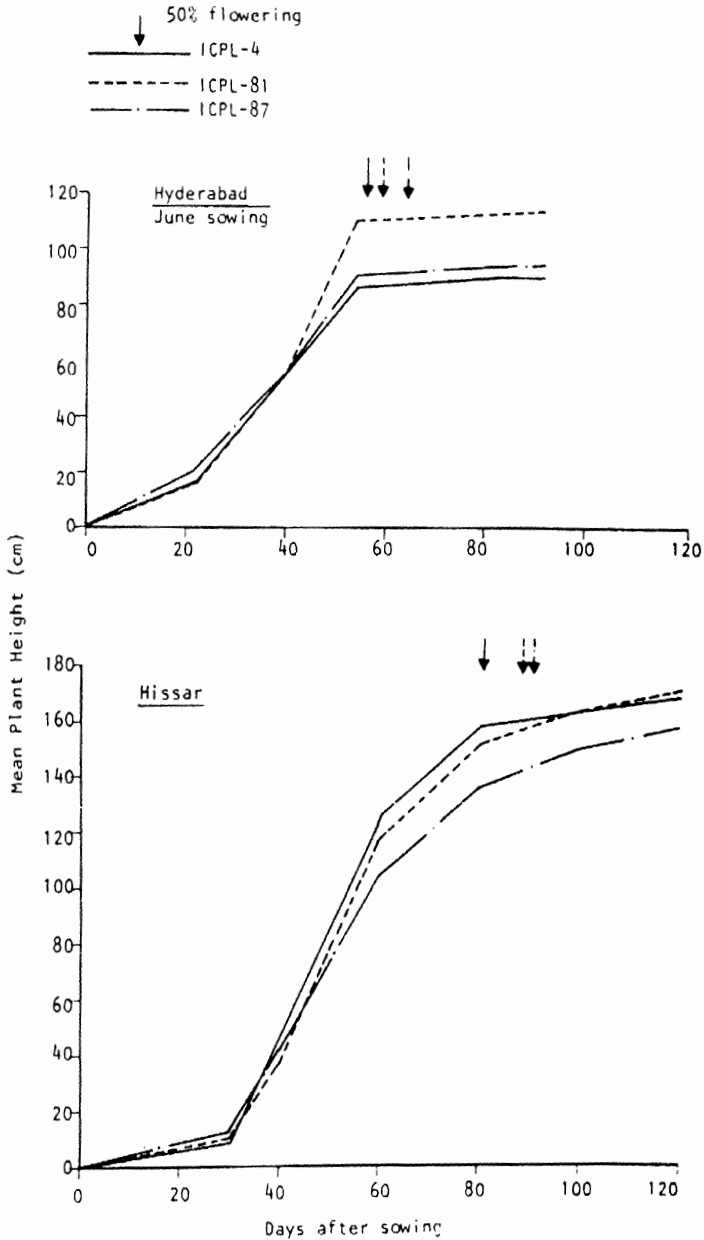 50% flowering
ICPL-4
ICPL-81
ICPL-87
Hyderabad
June sowing
120
100
80
60
40
20
0
0 20 40 60 80 100 120
Mean Plant Height (cm)
Hissar
180
160
140
120
100
80
60
40
20
0
0 20 40 60 80 100 120
Days after sowing